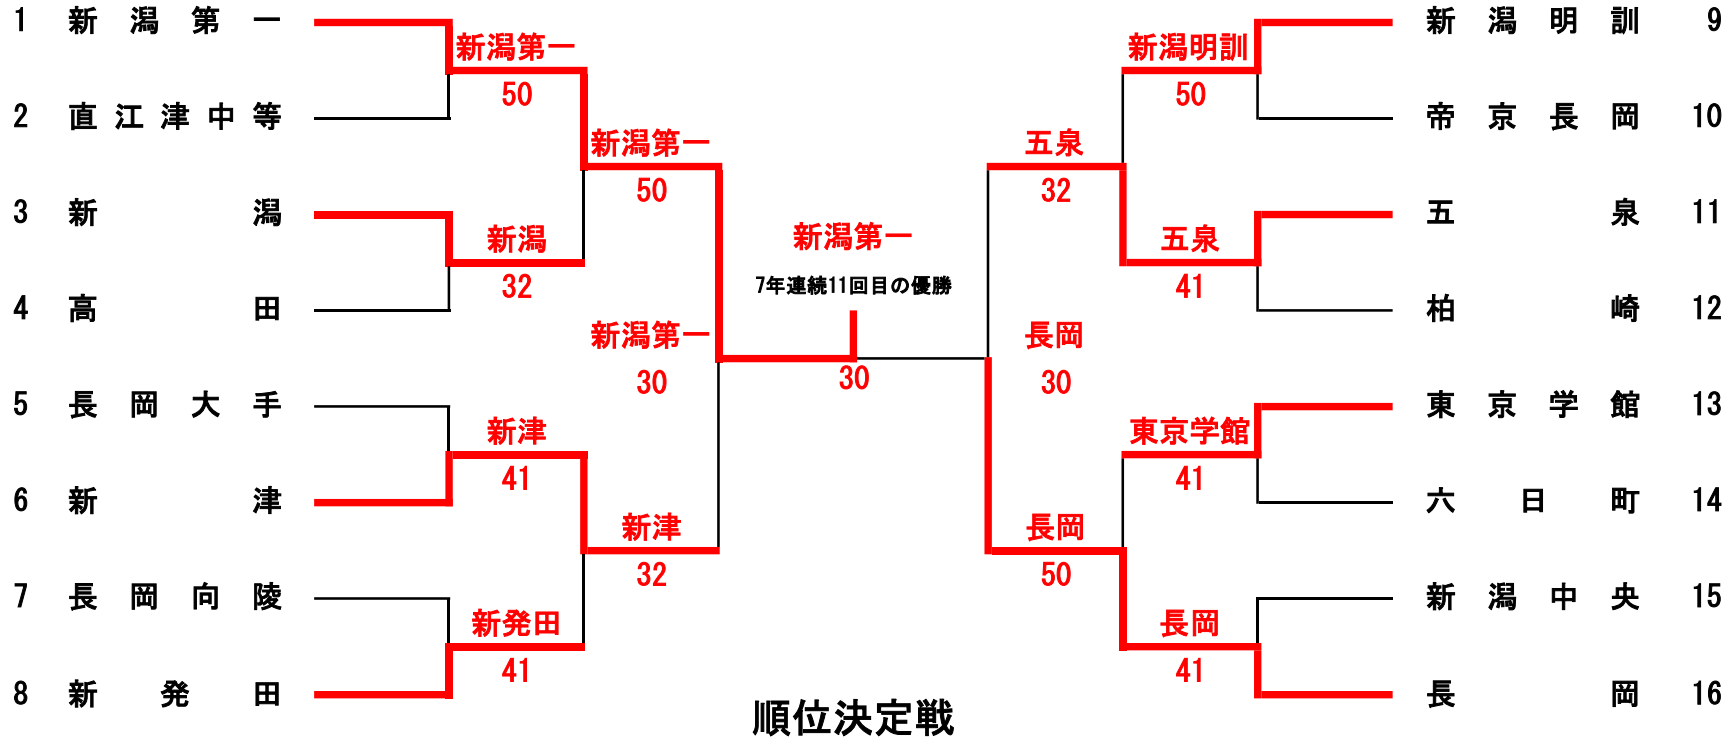 1 新潟第一
新潟第一
50
2 直江津中等
新潟第一
50
3 新潟
新潟
32
4 高田
新潟第一
30
5 長岡大手
新津
41
6 新津
新津
32
7 長岡向陵
新発田
41
8 新発田
新潟第一
7年連続11回目の優勝
30
新潟明訓 9
新潟明訓
50
帝京長岡 10
五泉
32
五泉 11
五泉
41
柏崎 12
長岡
30
東京学館 13
東京学館
41
六日町 14
長岡
50
新潟中央 15
長岡
41
長岡 16
順位決定戦